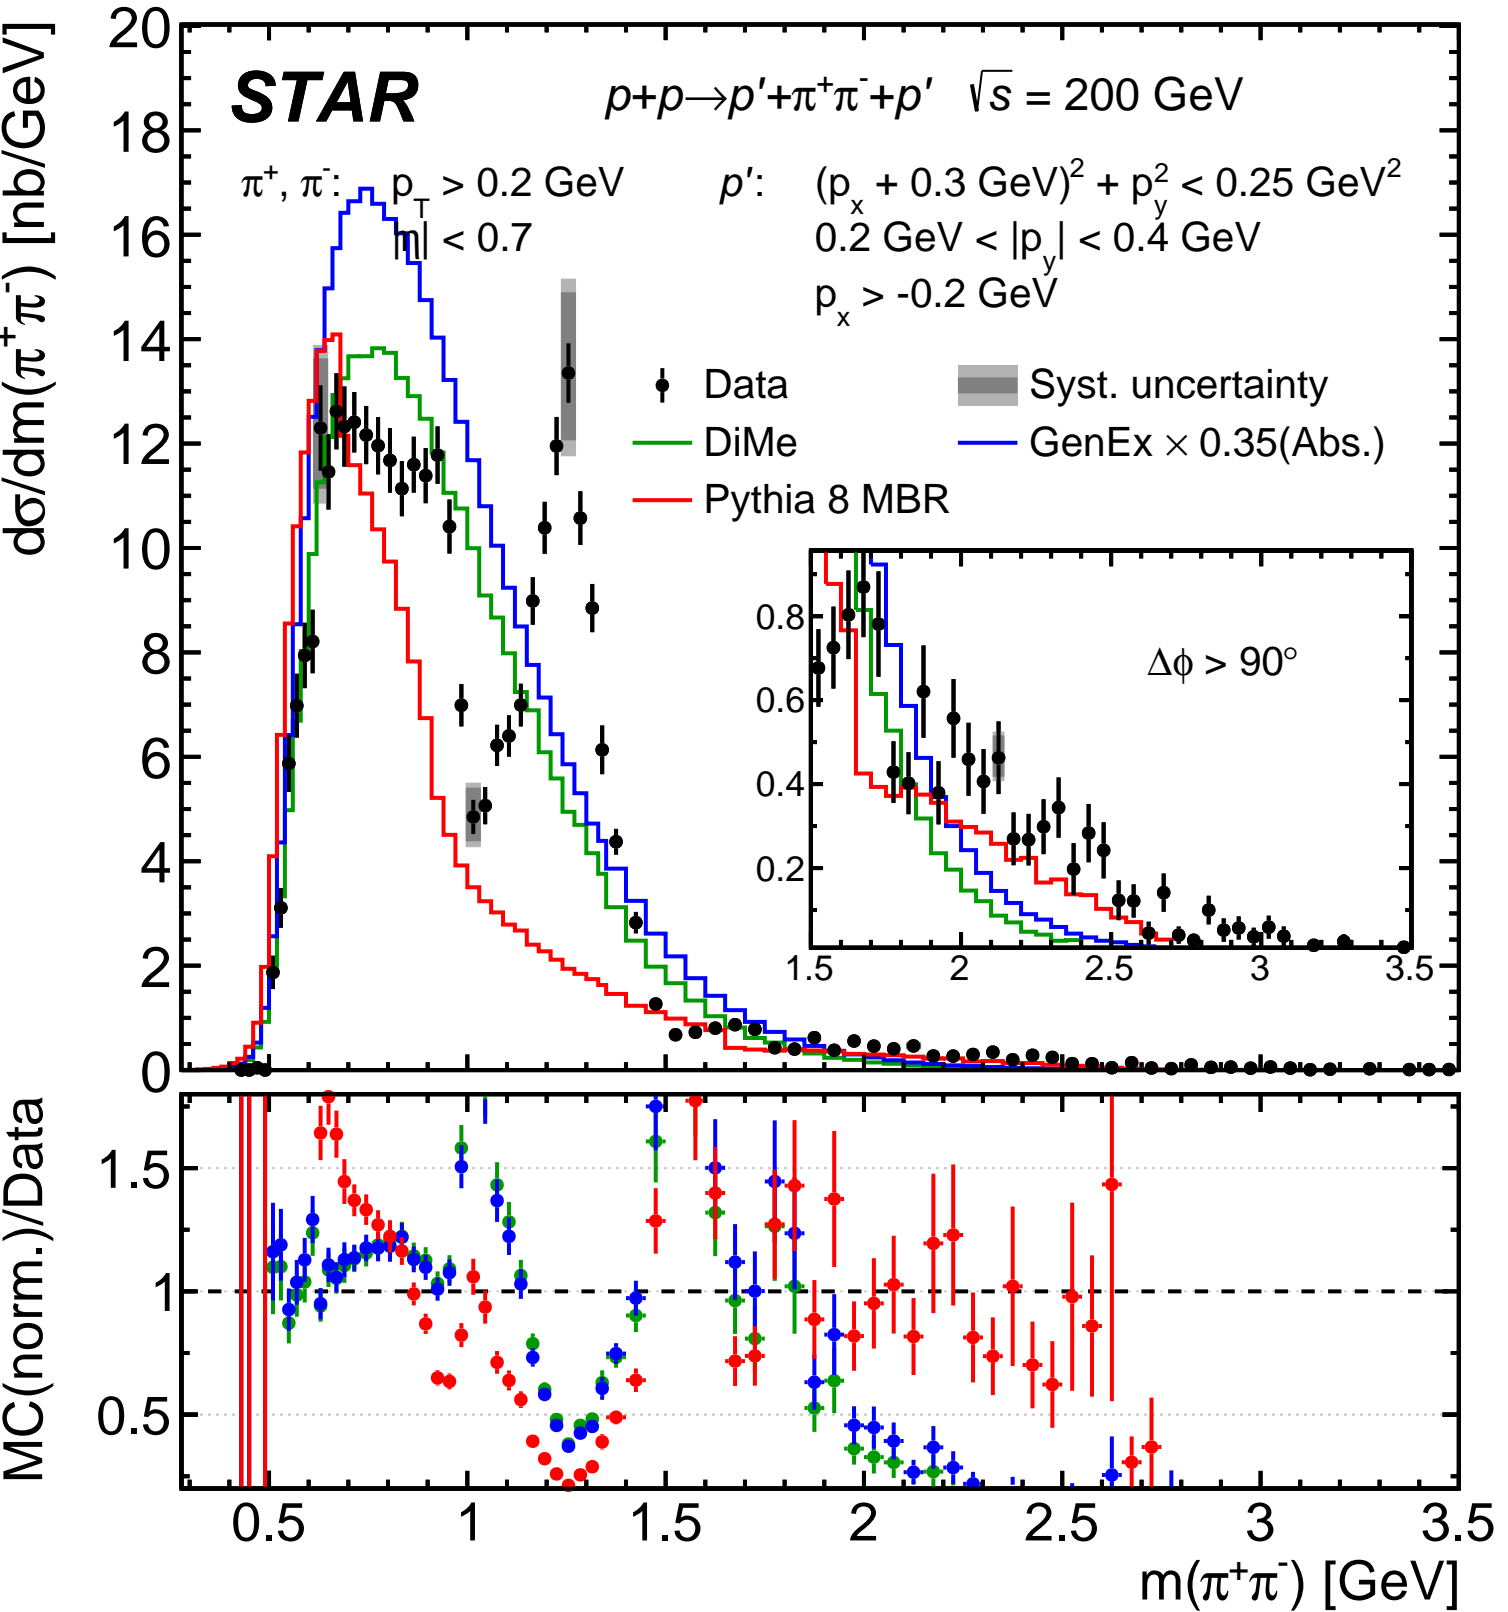 STAR
p+p→p′+π⁺π⁻+p′ √s = 200 GeV
π⁺, π⁻: p_T > 0.2 GeV p′: (p_x + 0.3 GeV)² + p_y² < 0.25 GeV²
|η| < 0.7 0.2 GeV < |p_y| < 0.4 GeV
p_x > -0.2 GeV
Data Syst. uncertainty
DiMe GenEx × 0.35(Abs.)
Pythia 8 MBR
Δϕ > 90°
0.8
0.6
0.4
0.2
1.5 2 2.5 3 3.5
dσ/dm(π⁺π⁻) [nb/GeV]
20
18
16
14
12
10
8
6
4
2
0
MC(norm.)/Data
1.5
1
0.5
0.5 1 1.5 2 2.5 3 3.5
m(π⁺π⁻) [GeV]